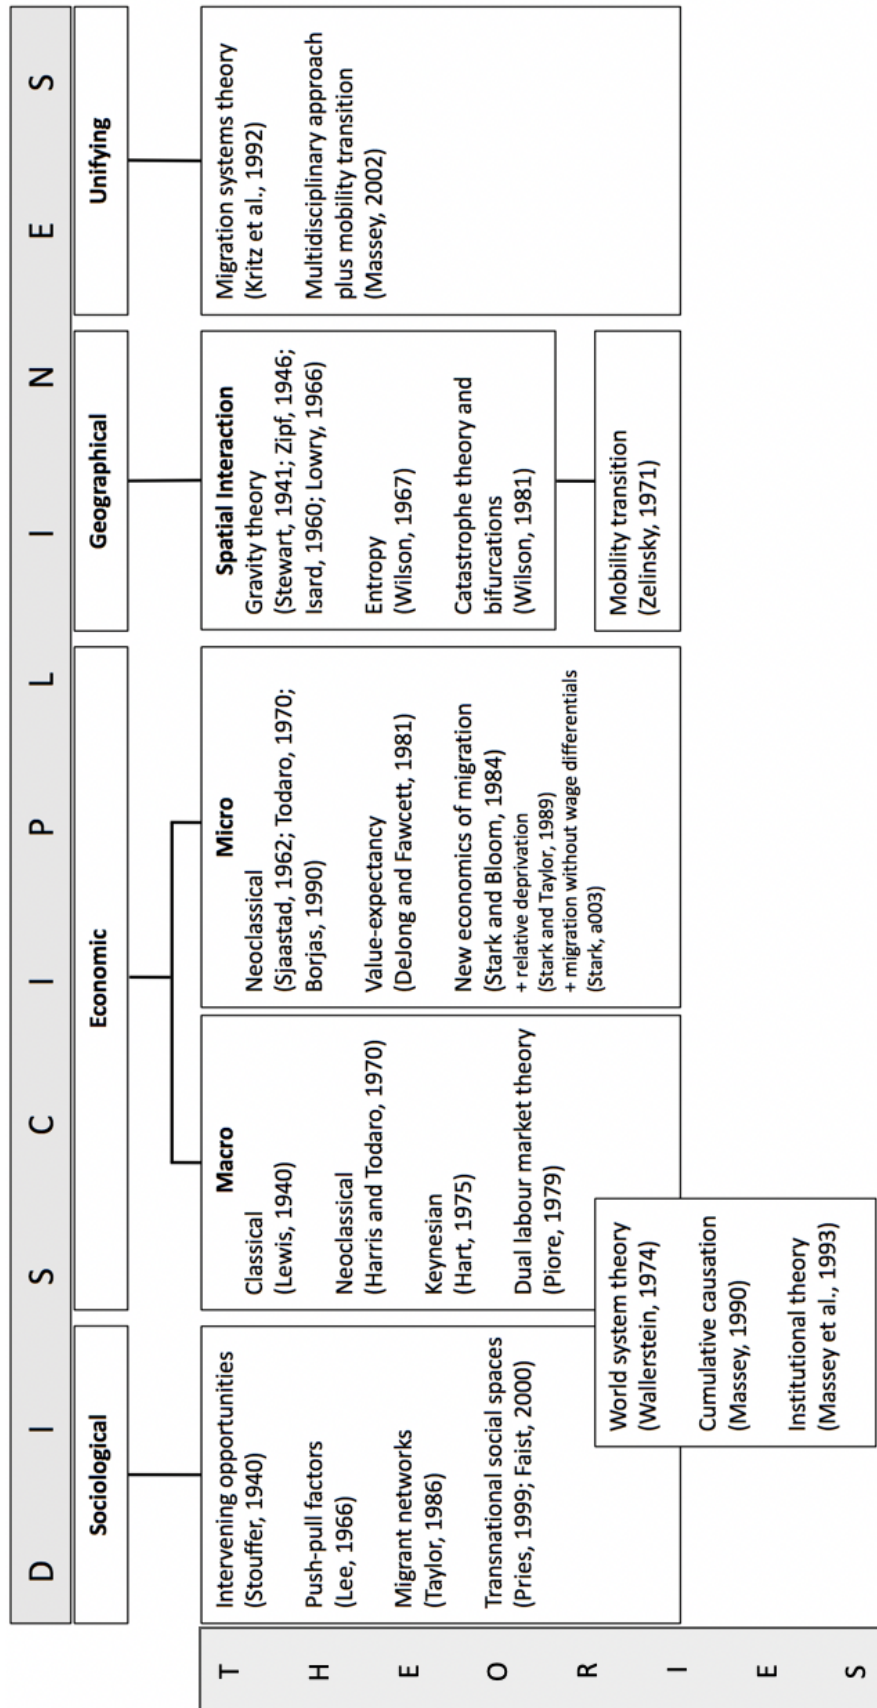 D I S C I P L I N E S
Sociological
Economic
Geographical
Unifying
T H E O R I E S
Intervening opportunities
(Stouffer, 1940)
Push-pull factors
(Lee, 1966)
Migrant networks
(Taylor, 1986)
Transnational social spaces
(Pries, 1999; Faist, 2000)
Macro
Classical
(Lewis, 1940)
Neoclassical
(Harris and Todaro, 1970)
Keynesian
(Hart, 1975)
Dual labour market theory
(Piore, 1979)
World system theory
(Wallerstein, 1974)
Cumulative causation
(Massey, 1990)
Institutional theory
(Massey et al., 1993)
Micro
Neoclassical
(Sjaastad, 1962; Todaro, 1970;
Borjas, 1990)
Value-expectancy
(DeJong and Fawcett, 1981)
New economics of migration
(Stark and Bloom, 1984)
+ relative deprivation
(Stark and Taylor, 1989)
+ migration without wage differentials
(Stark, a003)
Spatial Interaction
Gravity theory
(Stewart, 1941; Zipf, 1946;
Isard, 1960; Lowry, 1966)
Entropy
(Wilson, 1967)
Catastrophe theory and
bifurcations
(Wilson, 1981)
Mobility transition
(Zelinsky, 1971)
Migration systems theory
(Kritz et al., 1992)
Multidisciplinary approach
plus mobility transition
(Massey, 2002)